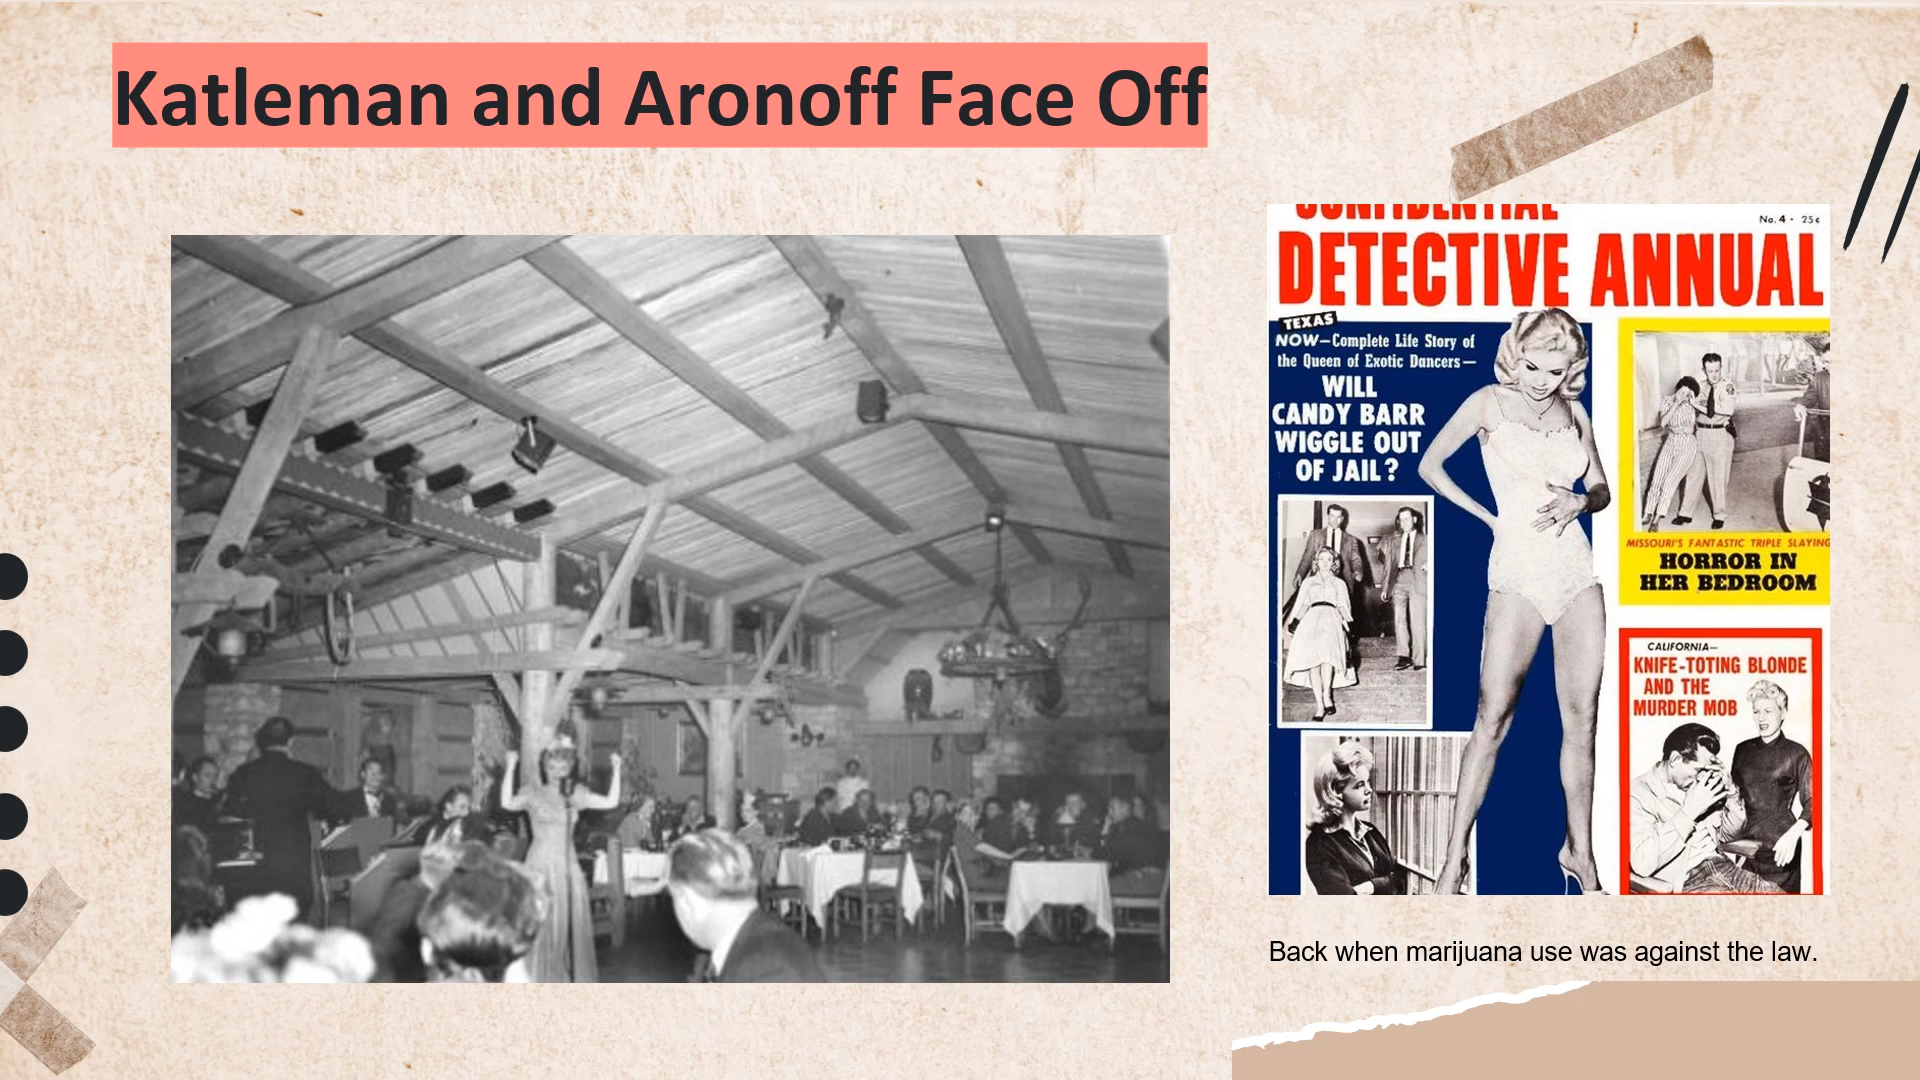 Katleman and Aronoff Face Off
CONFIDENTIAL
No. 4 · 25¢
DETECTIVE ANNUAL
TEXAS
NOW—Complete Life Story of
the Queen of Exotic Dancers—
WILL
CANDY BARR
WIGGLE OUT
OF JAIL?
MISSOURI'S FANTASTIC TRIPLE SLAYING
HORROR IN
HER BEDROOM
CALIFORNIA—
KNIFE-TOTING BLONDE
AND THE
MURDER MOB
Back when marijuana use was against the law.